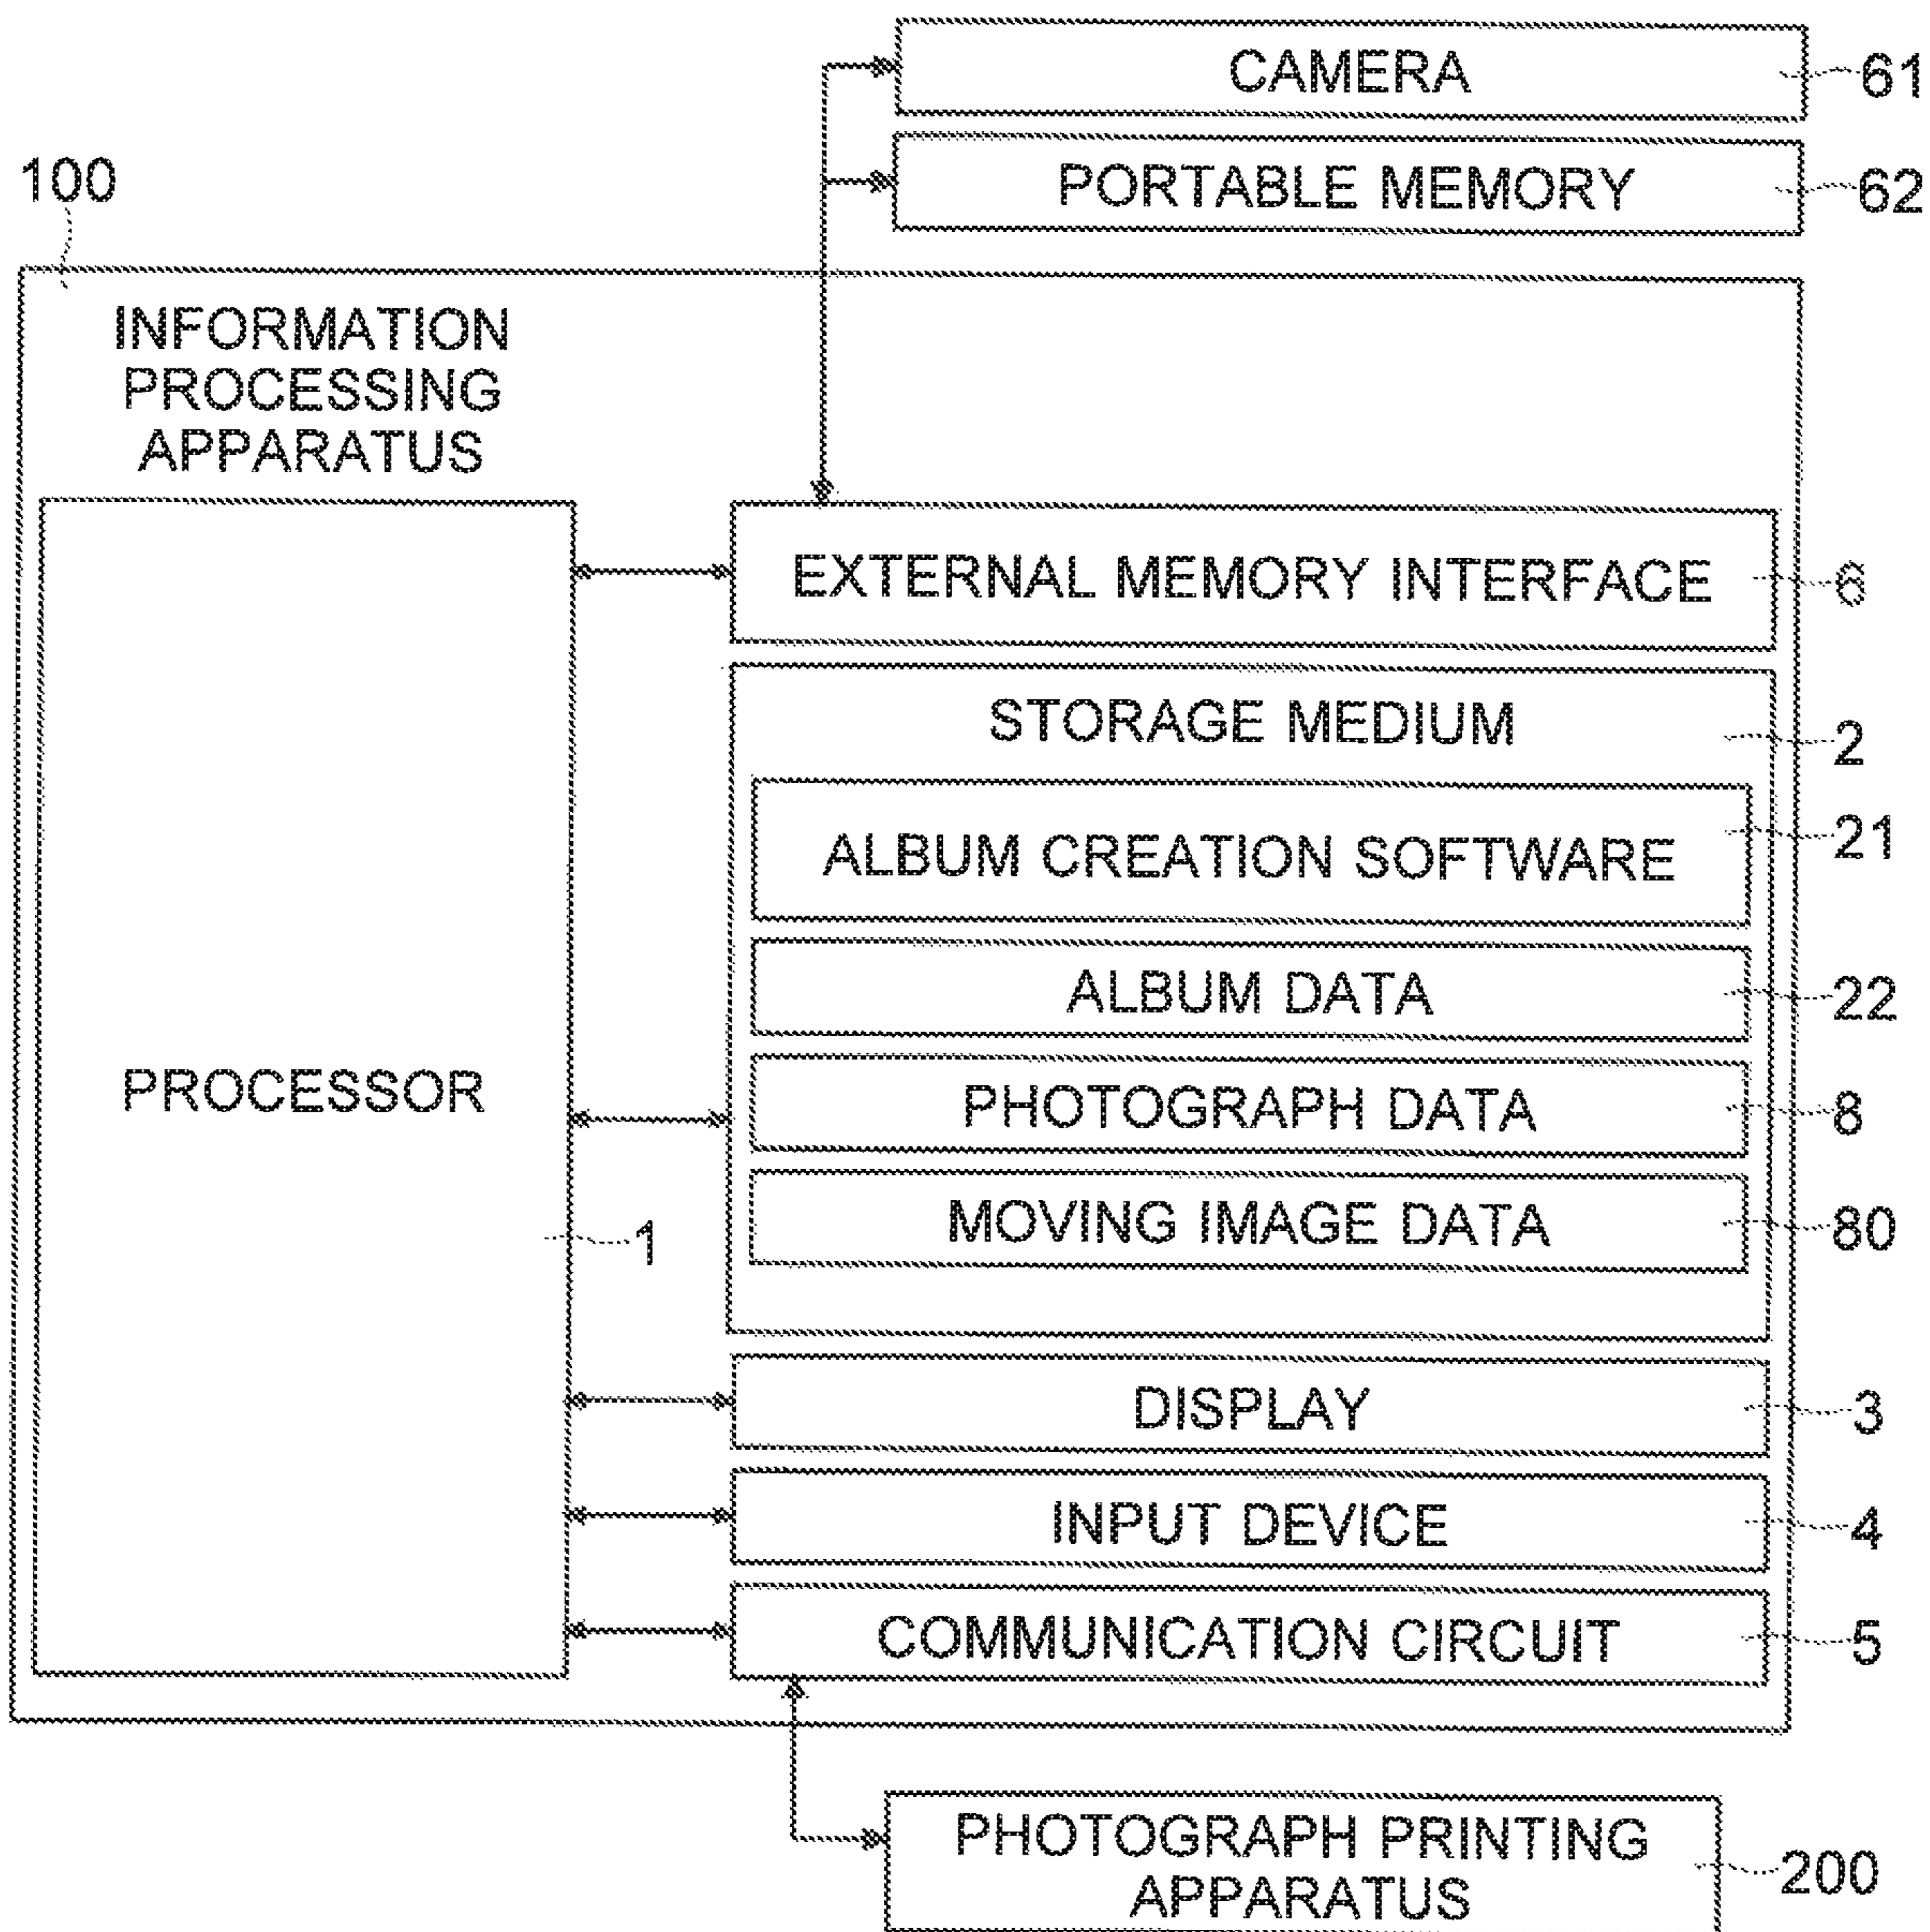 CAMERA
61
PORTABLE MEMORY
62
100
INFORMATION
PROCESSING
APPARATUS
EXTERNAL MEMORY INTERFACE
6
STORAGE MEDIUM
2
ALBUM CREATION SOFTWARE
21
ALBUM DATA
22
PROCESSOR
PHOTOGRAPH DATA
8
MOVING IMAGE DATA
80
1
DISPLAY
3
INPUT DEVICE
4
COMMUNICATION CIRCUIT
5
PHOTOGRAPH PRINTING
APPARATUS
200